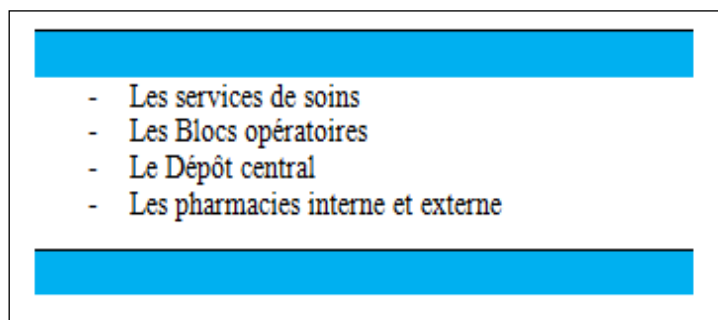 - Les services de soins
- Les Blocs opératoires
- Le Dépôt central
- Les pharmacies interne et externe